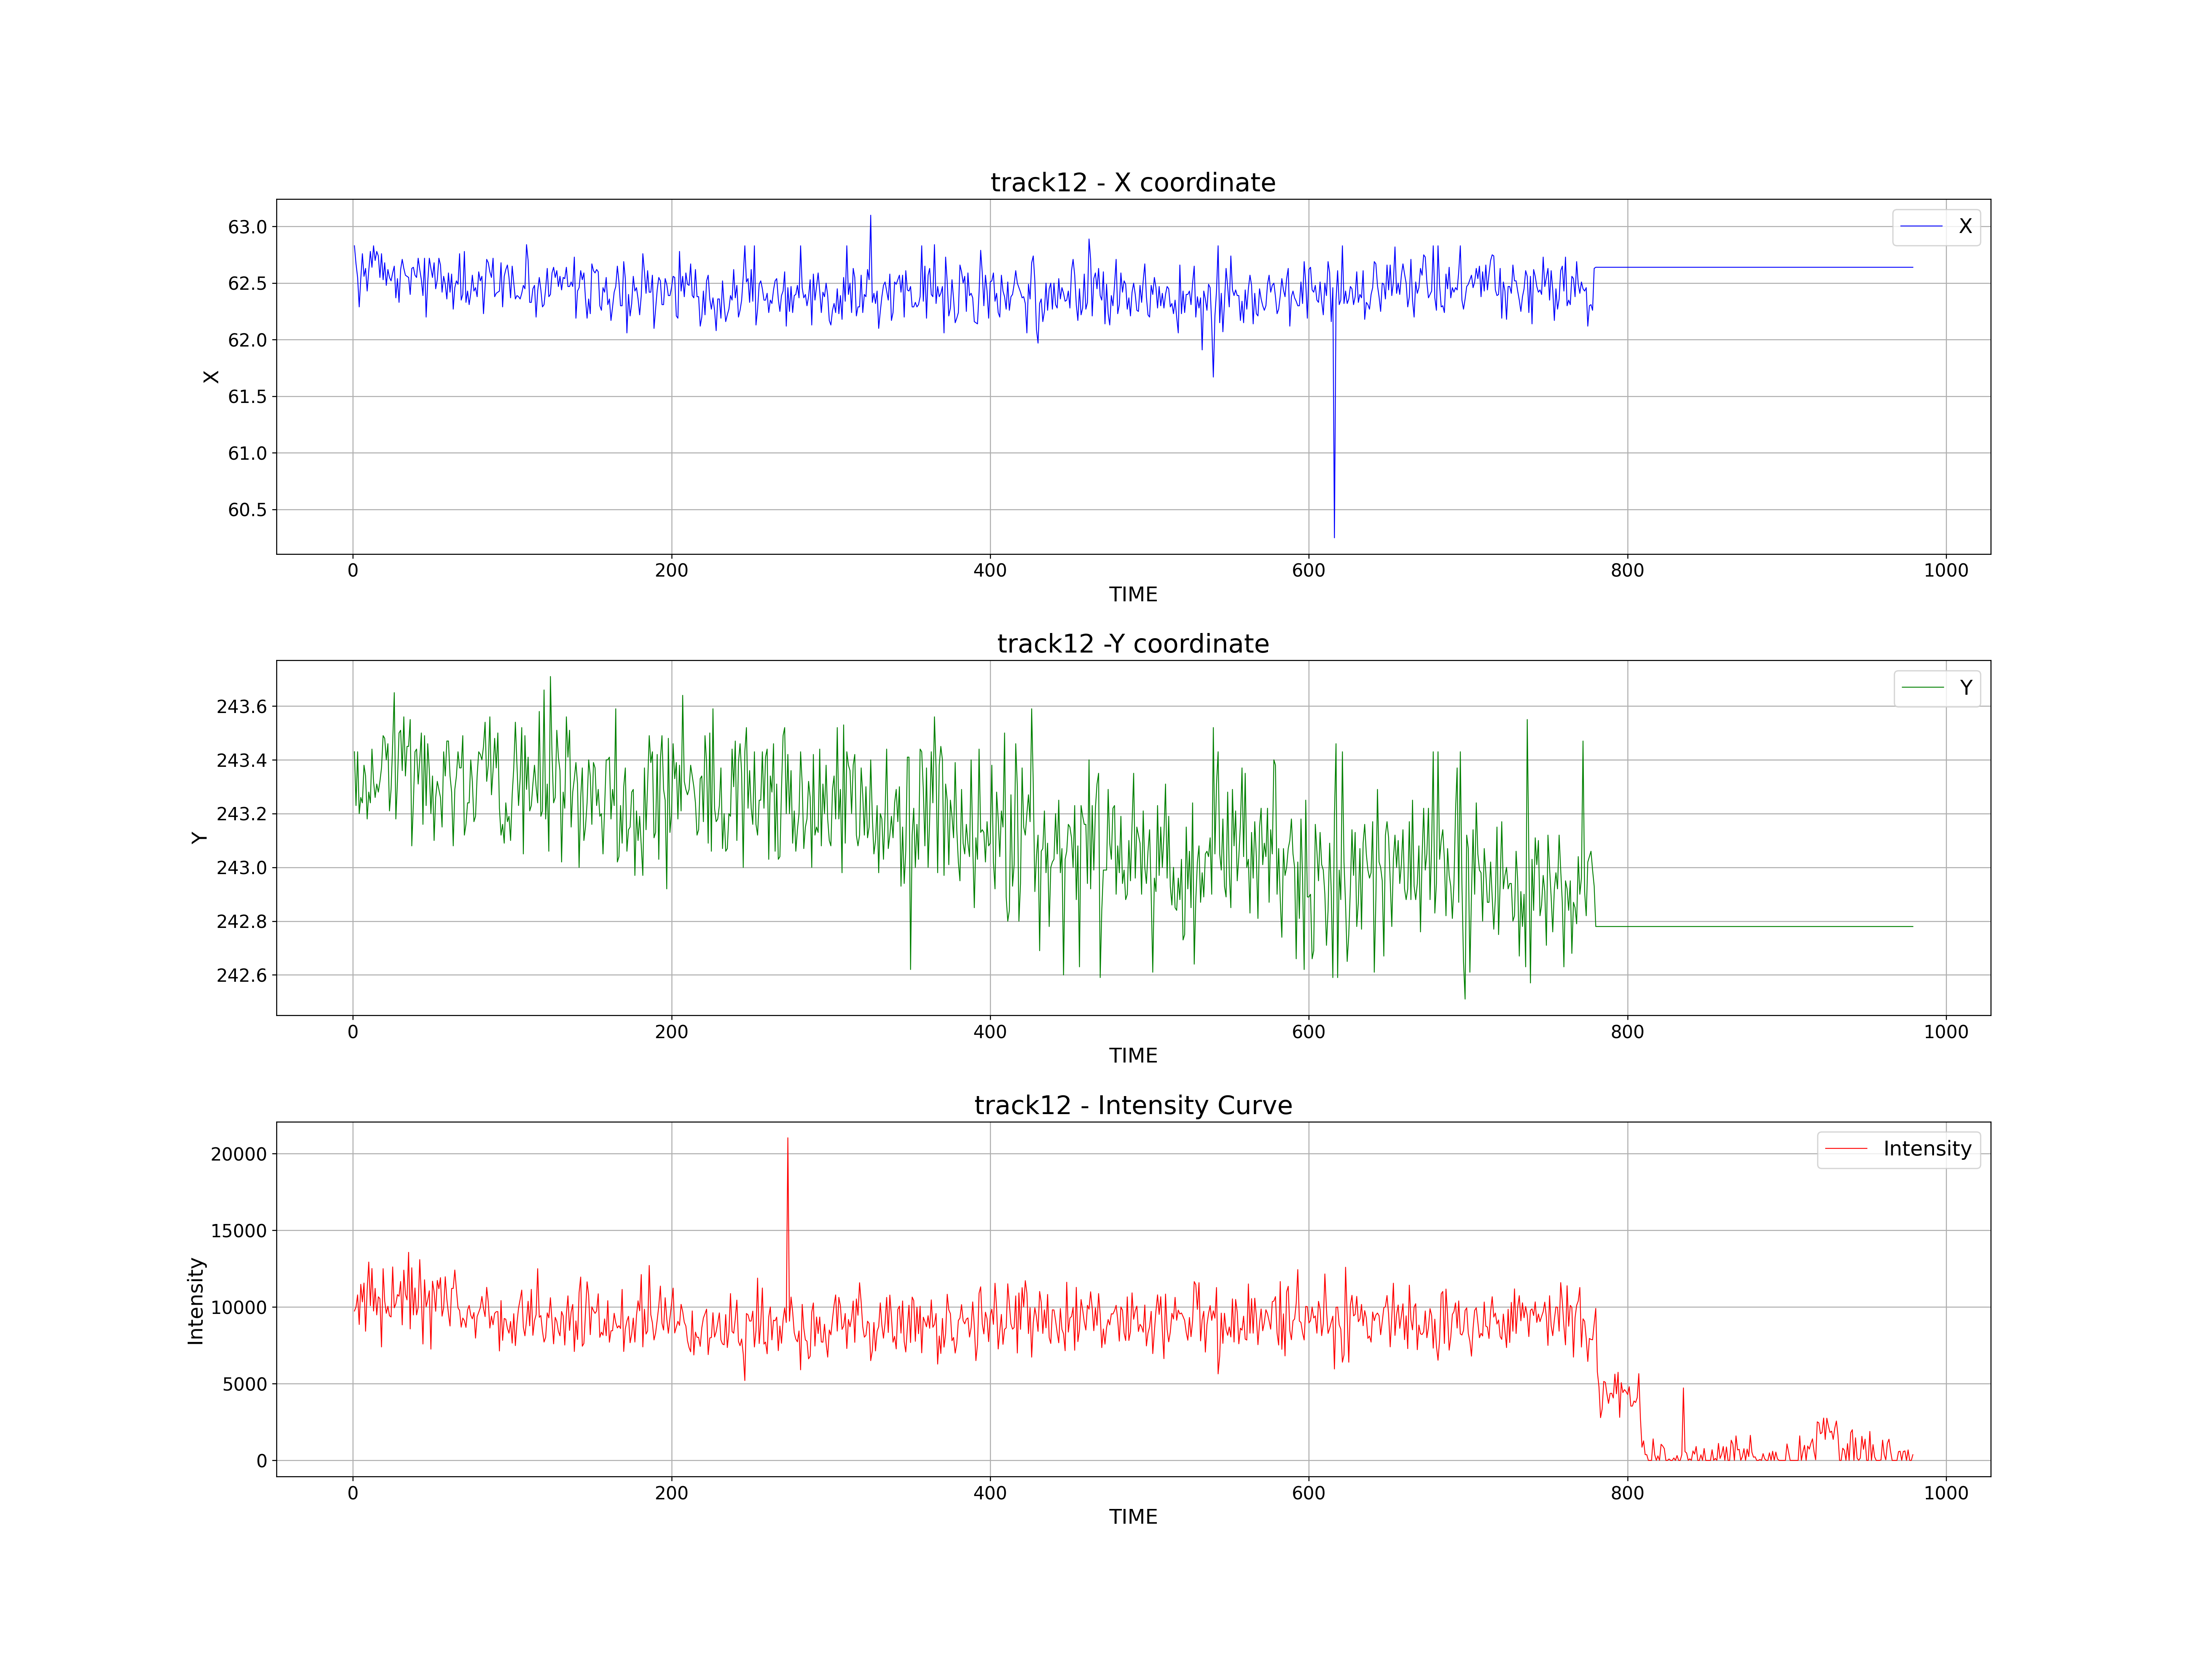 track12 - X coordinate
X
63.0
62.5
62.0
61.5
61.0
60.5
X
0 200 400 600 800 1000
TIME
track12 -Y coordinate
Y
243.6
243.4
243.2
243.0
242.8
242.6
Y
0 200 400 600 800 1000
TIME
track12 - Intensity Curve
Intensity
20000
15000
10000
5000
0
Intensity
0 200 400 600 800 1000
TIME